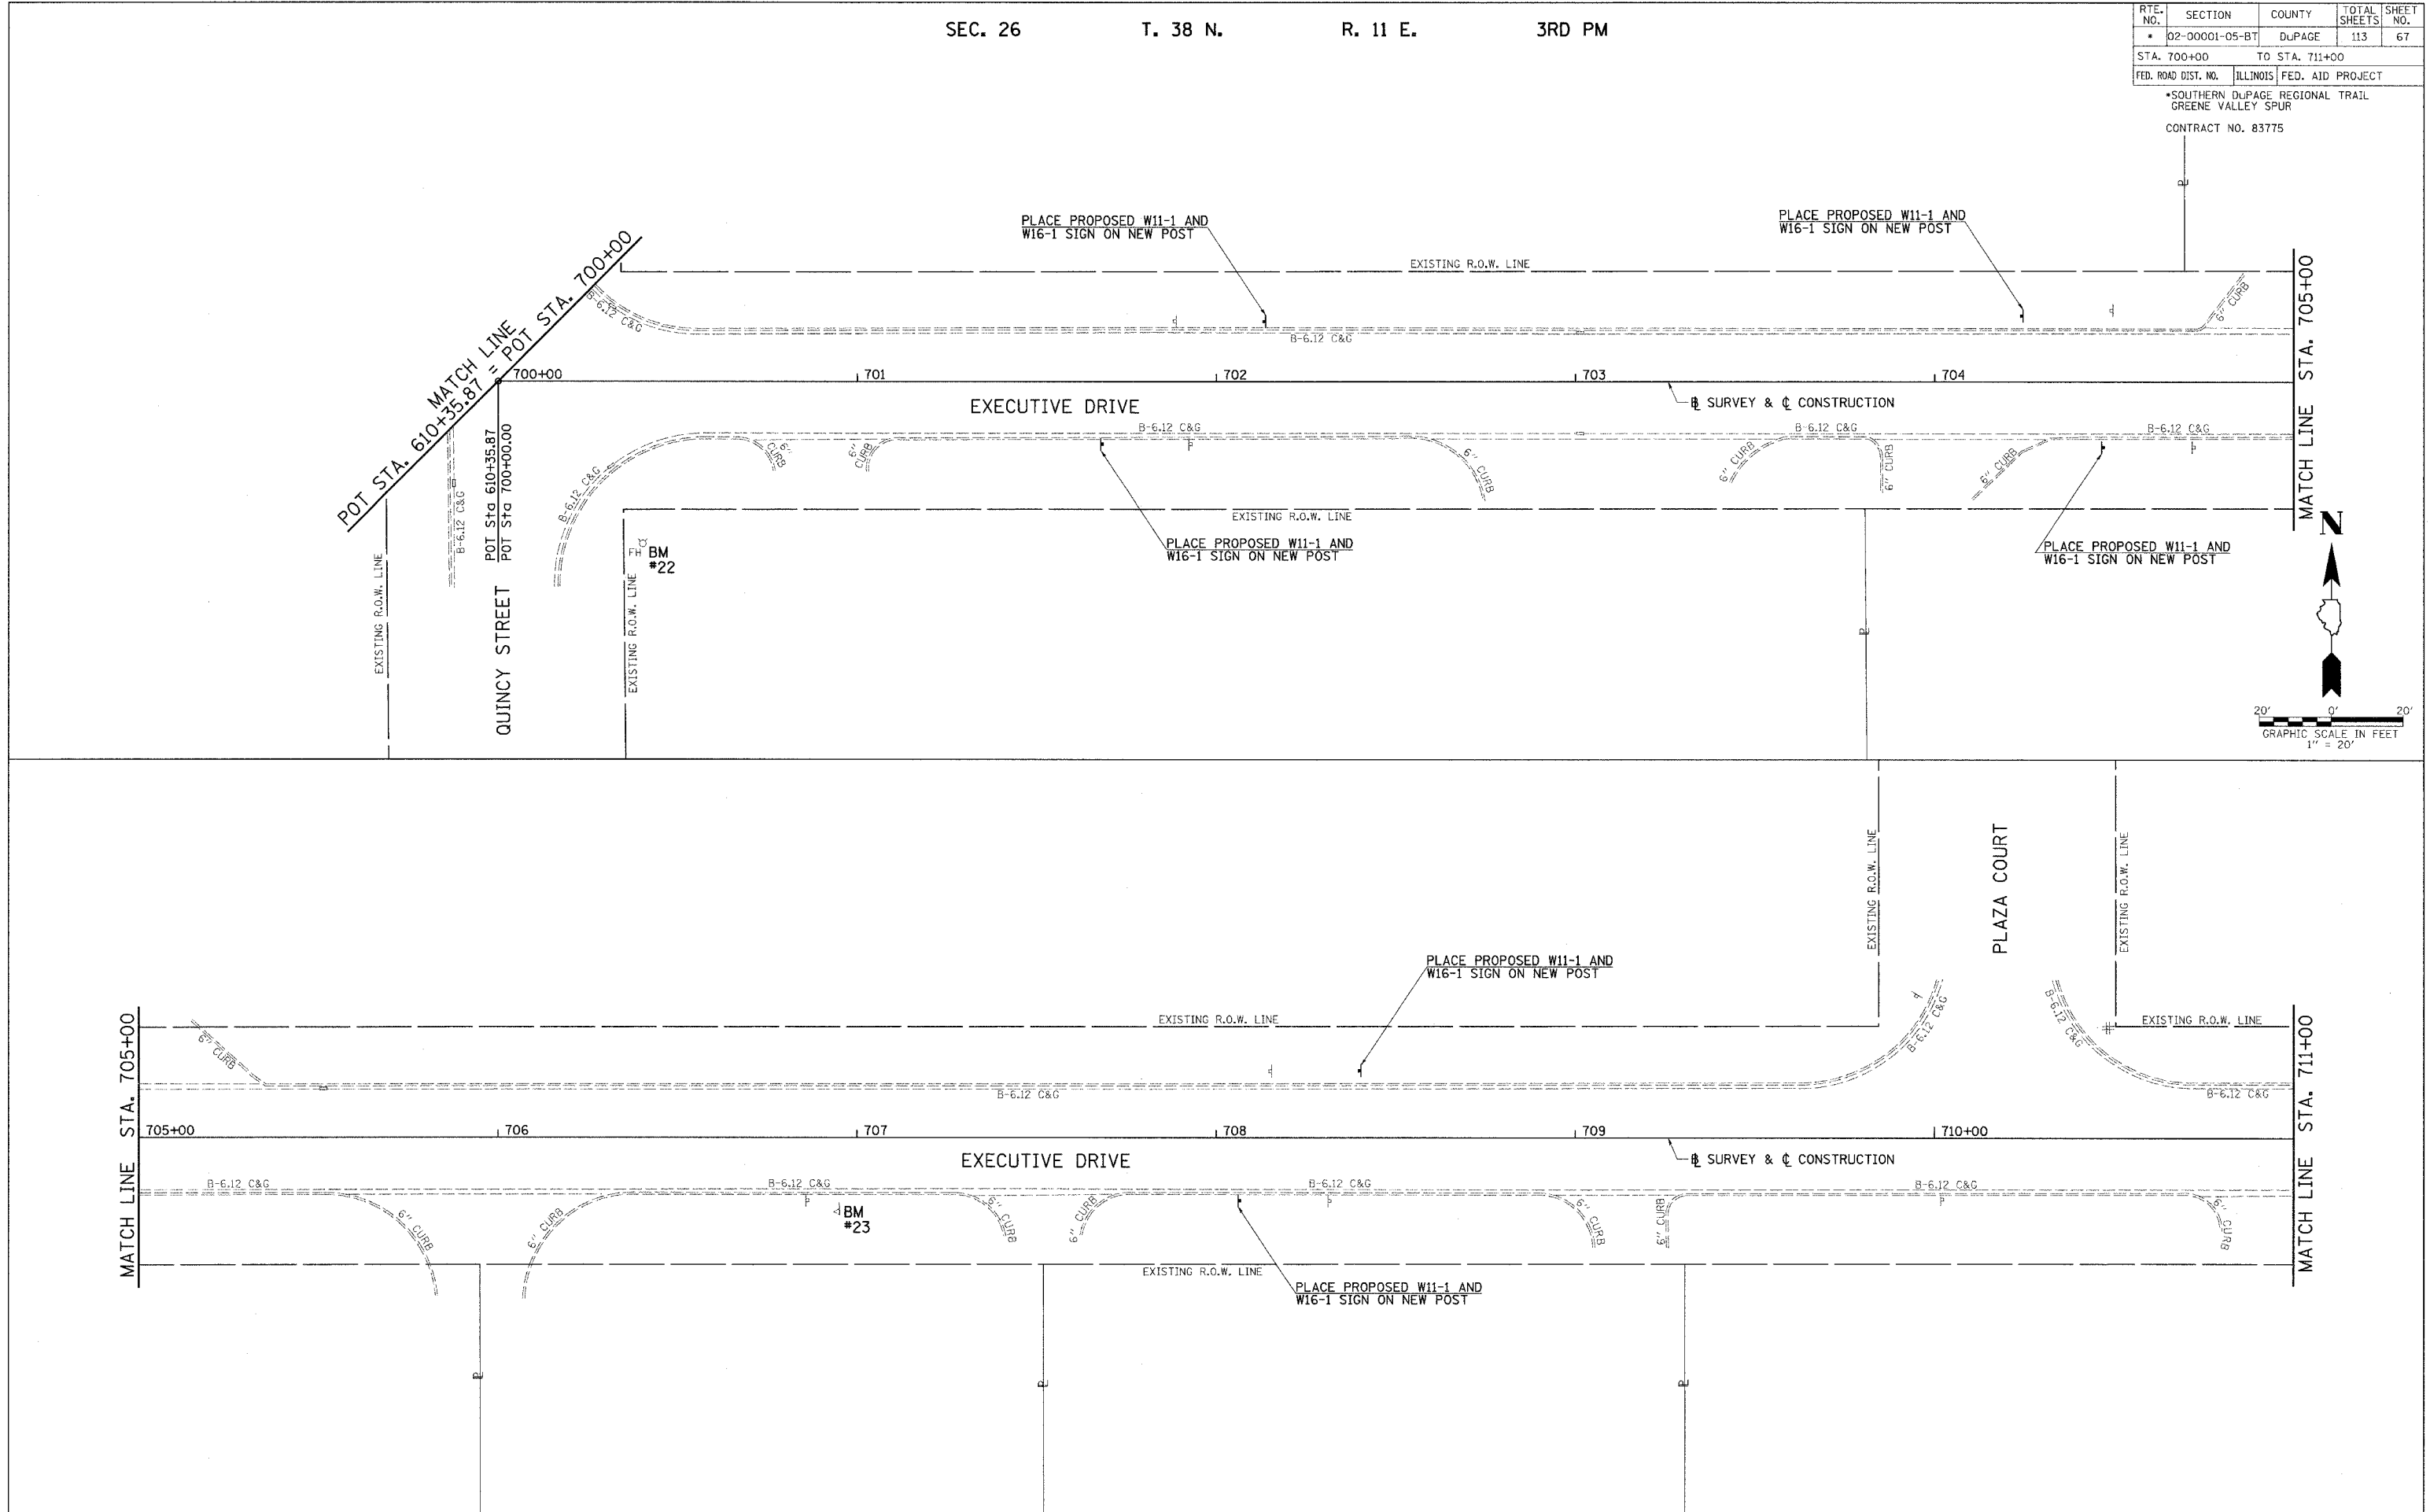 SEC. 26 T. 38 N. R. 11 E. 3RD PM
RTE. NO. SECTION COUNTY TOTAL SHEETS SHEET NO.
* 02-00001-05-BT DuPAGE 113 67
STA. 700+00 TO STA. 711+00
FED. ROAD DIST. NO. ILLINOIS FED. AID PROJECT
*SOUTHERN DuPAGE REGIONAL TRAIL
GREENE VALLEY SPUR
CONTRACT NO. 83775
PL
PLACE PROPOSED W11-1 AND
W16-1 SIGN ON NEW POST
PLACE PROPOSED W11-1 AND
W16-1 SIGN ON NEW POST
EXISTING R.O.W. LINE
MATCH LINE
POT STA. 610+35.87 = POT STA. 700+00
B-6.12 C&G
B-6.12 C&G
6" CURB
MATCH LINE STA. 705+00
700+00 701 702 703 704
EXECUTIVE DRIVE
BL SURVEY & CL CONSTRUCTION
B-6.12 C&G
B-6.12 C&G
B-6.12 C&G
6" CURB
6" CURB
6" CURB
6" CURB
6" CURB
6" CURB
B-6.12 C&G
B-6.12 C&G
POT Sta 610+35.87
POT Sta 700+00.00
EXISTING R.O.W. LINE
PLACE PROPOSED W11-1 AND
W16-1 SIGN ON NEW POST
PLACE PROPOSED W11-1 AND
W16-1 SIGN ON NEW POST
FH BM
#22
EXISTING R.O.W. LINE
QUINCY STREET
EXISTING R.O.W. LINE
PL
N
20' 0' 20'
GRAPHIC SCALE IN FEET
1" = 20'
EXISTING R.O.W. LINE
PLAZA COURT
EXISTING R.O.W. LINE
PLACE PROPOSED W11-1 AND
W16-1 SIGN ON NEW POST
EXISTING R.O.W. LINE
EXISTING R.O.W. LINE
6" CURB
B-6.12 C&G
B-6.12 C&G
B-6.12 C&G
B-6.12 C&G
MATCH LINE STA. 705+00
705+00 706 707 708 709 710+00
MATCH LINE STA. 711+00
EXECUTIVE DRIVE
BL SURVEY & CL CONSTRUCTION
B-6.12 C&G
B-6.12 C&G
B-6.12 C&G
B-6.12 C&G
6" CURB
6" CURB
6" CURB
6" CURB
6" CURB
6" CURB
6" CURB
BM
#23
EXISTING R.O.W. LINE
PLACE PROPOSED W11-1 AND
W16-1 SIGN ON NEW POST
PL
PL
PL